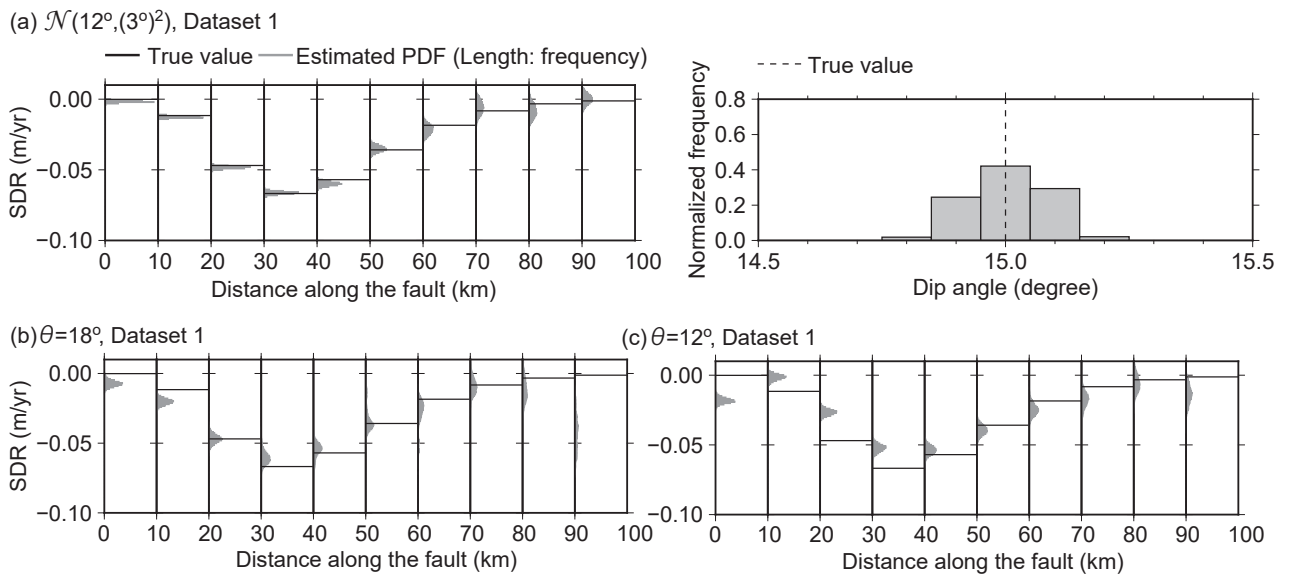 (a) 𝒩(12°,(3°)²), Dataset 1
True value
Estimated PDF (Length: frequency)
0.00
−0.05
−0.10
SDR (m/yr)
0 10 20 30 40 50 60 70 80 90 100
Distance along the fault (km)
True value
0.8
0.6
0.4
0.2
0.0
Normalized frequency
14.5 15.0 15.5
Dip angle (degree)
(b) θ=18°, Dataset 1
0.00
−0.05
−0.10
SDR (m/yr)
0 10 20 30 40 50 60 70 80 90 100
Distance along the fault (km)
(c) θ=12°, Dataset 1
0.00
−0.05
−0.10
0 10 20 30 40 50 60 70 80 90 100
Distance along the fault (km)